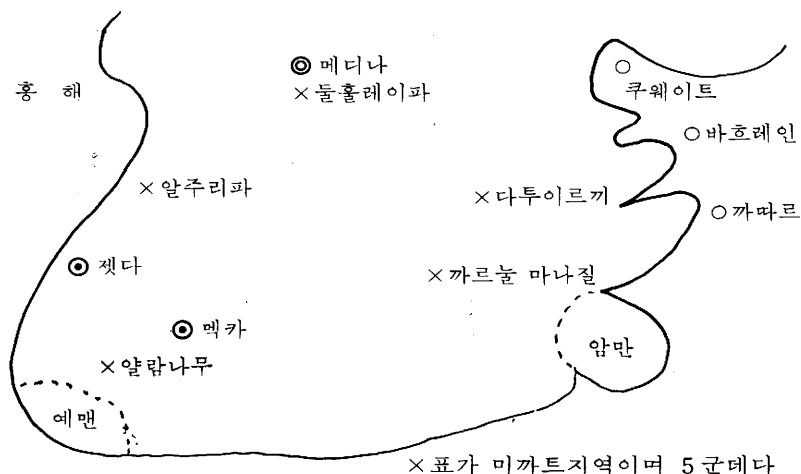 ◎ 메디나
× 둘훌레이파
홍 해
○
쿠웨이트
○ 바흐레인
× 알주리파
× 다투이르끼
○ 까따르
◉ 젯다
× 까르눌 마나질
◉ 멕카
암만
× 얄람나무
예맨
× 표가 미까트지역이며 5군데다